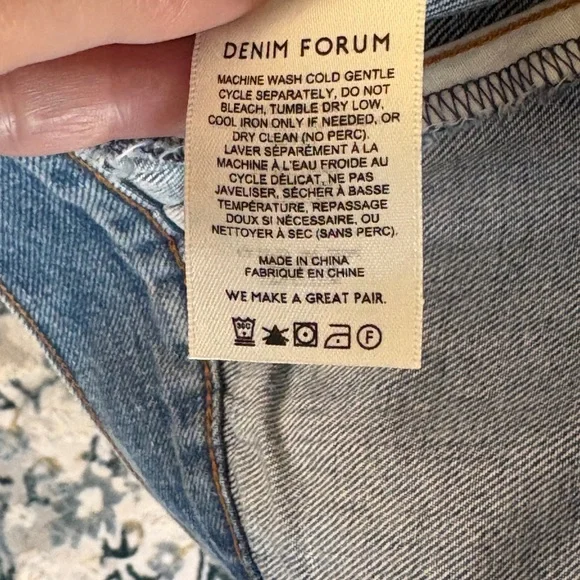 DENIM FORUM
MACHINE WASH COLD GENTLE
CYCLE SEPARATELY, DO NOT
BLEACH, TUMBLE DRY LOW,
COOL IRON ONLY IF NEEDED, OR
DRY CLEAN (NO PERC).
LAVER SÉPARÉMENT À LA
MACHINE À L'EAU FROIDE AU
CYCLE DÉLICAT, NE PAS
JAVELISER, SÉCHER À BASSE
TEMPÉRATURE, REPASSAGE
DOUX SI NÉCESSAIRE, OU
NETTOYER À SEC (SANS PERC).
MADE IN CHINA
FABRIQUÉ EN CHINE
WE MAKE A GREAT PAIR.
30C F